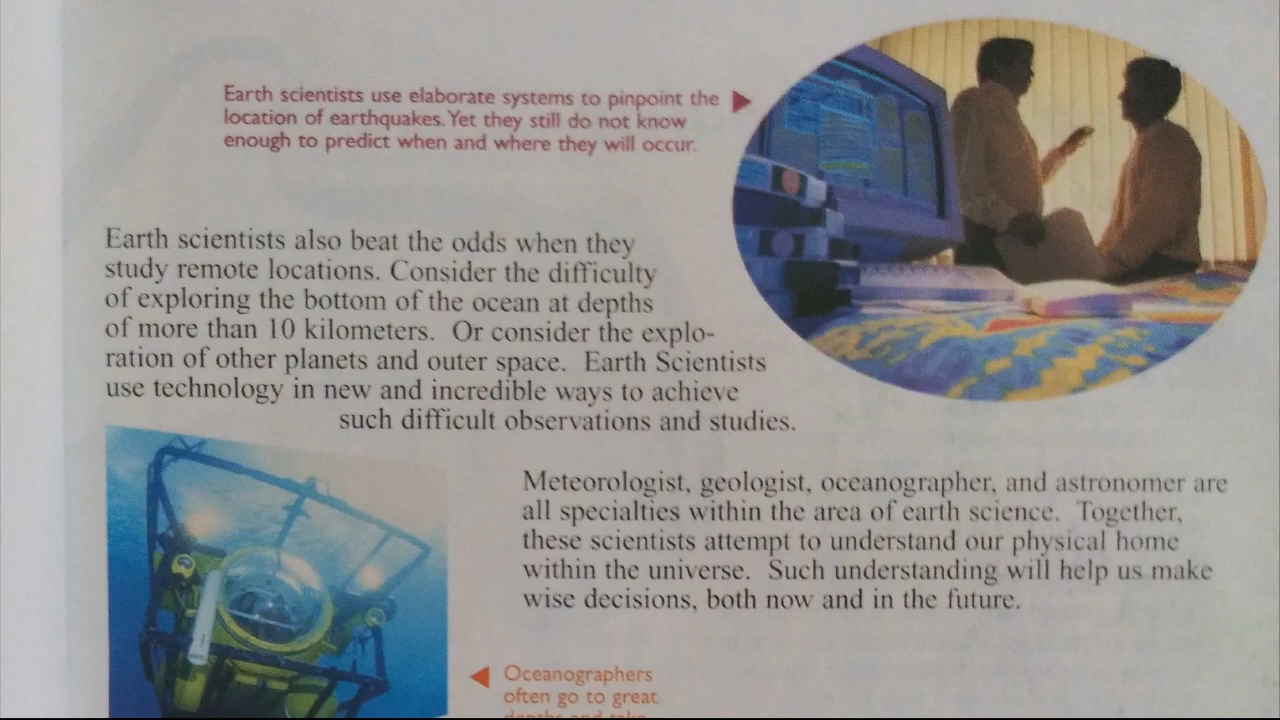 Earth scientists use elaborate systems to pinpoint the
location of earthquakes. Yet they still do not know
enough to predict when and where they will occur.
Earth scientists also beat the odds when they
study remote locations. Consider the difficulty
of exploring the bottom of the ocean at depths
of more than 10 kilometers. Or consider the explo-
ration of other planets and outer space. Earth Scientists
use technology in new and incredible ways to achieve
such difficult observations and studies.
Meteorologist, geologist, oceanographer, and astronomer are
all specialties within the area of earth science. Together,
these scientists attempt to understand our physical home
within the universe. Such understanding will help us make
wise decisions, both now and in the future.
Oceanographers
often go to great
depths and take